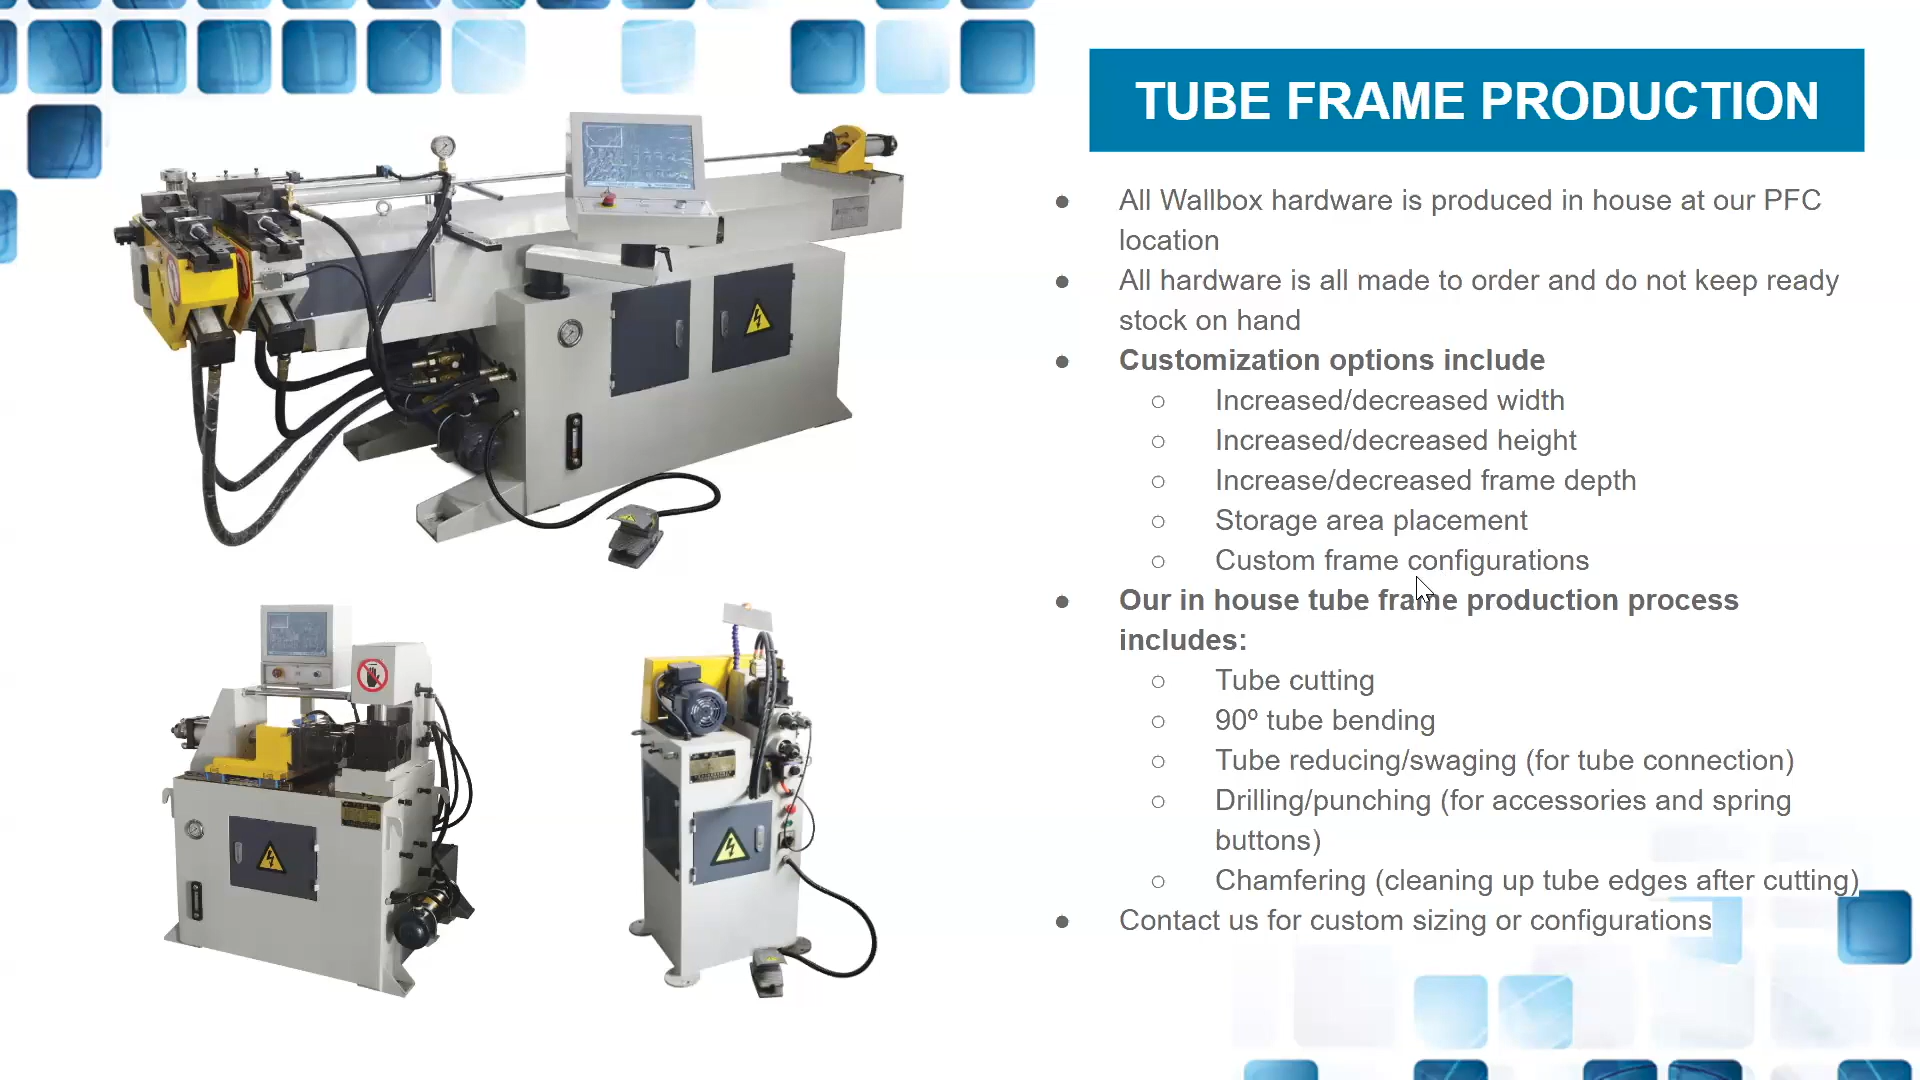 TUBE FRAME PRODUCTION
● All Wallbox hardware is produced in house at our PFC
location
● All hardware is all made to order and do not keep ready
stock on hand
● Customization options include
○ Increased/decreased width
○ Increased/decreased height
○ Increase/decreased frame depth
○ Storage area placement
○ Custom frame configurations
● Our in house tube frame production process
includes:
○ Tube cutting
○ 90º tube bending
○ Tube reducing/swaging (for tube connection)
○ Drilling/punching (for accessories and spring
buttons)
○ Chamfering (cleaning up tube edges after cutting)
● Contact us for custom sizing or configurations